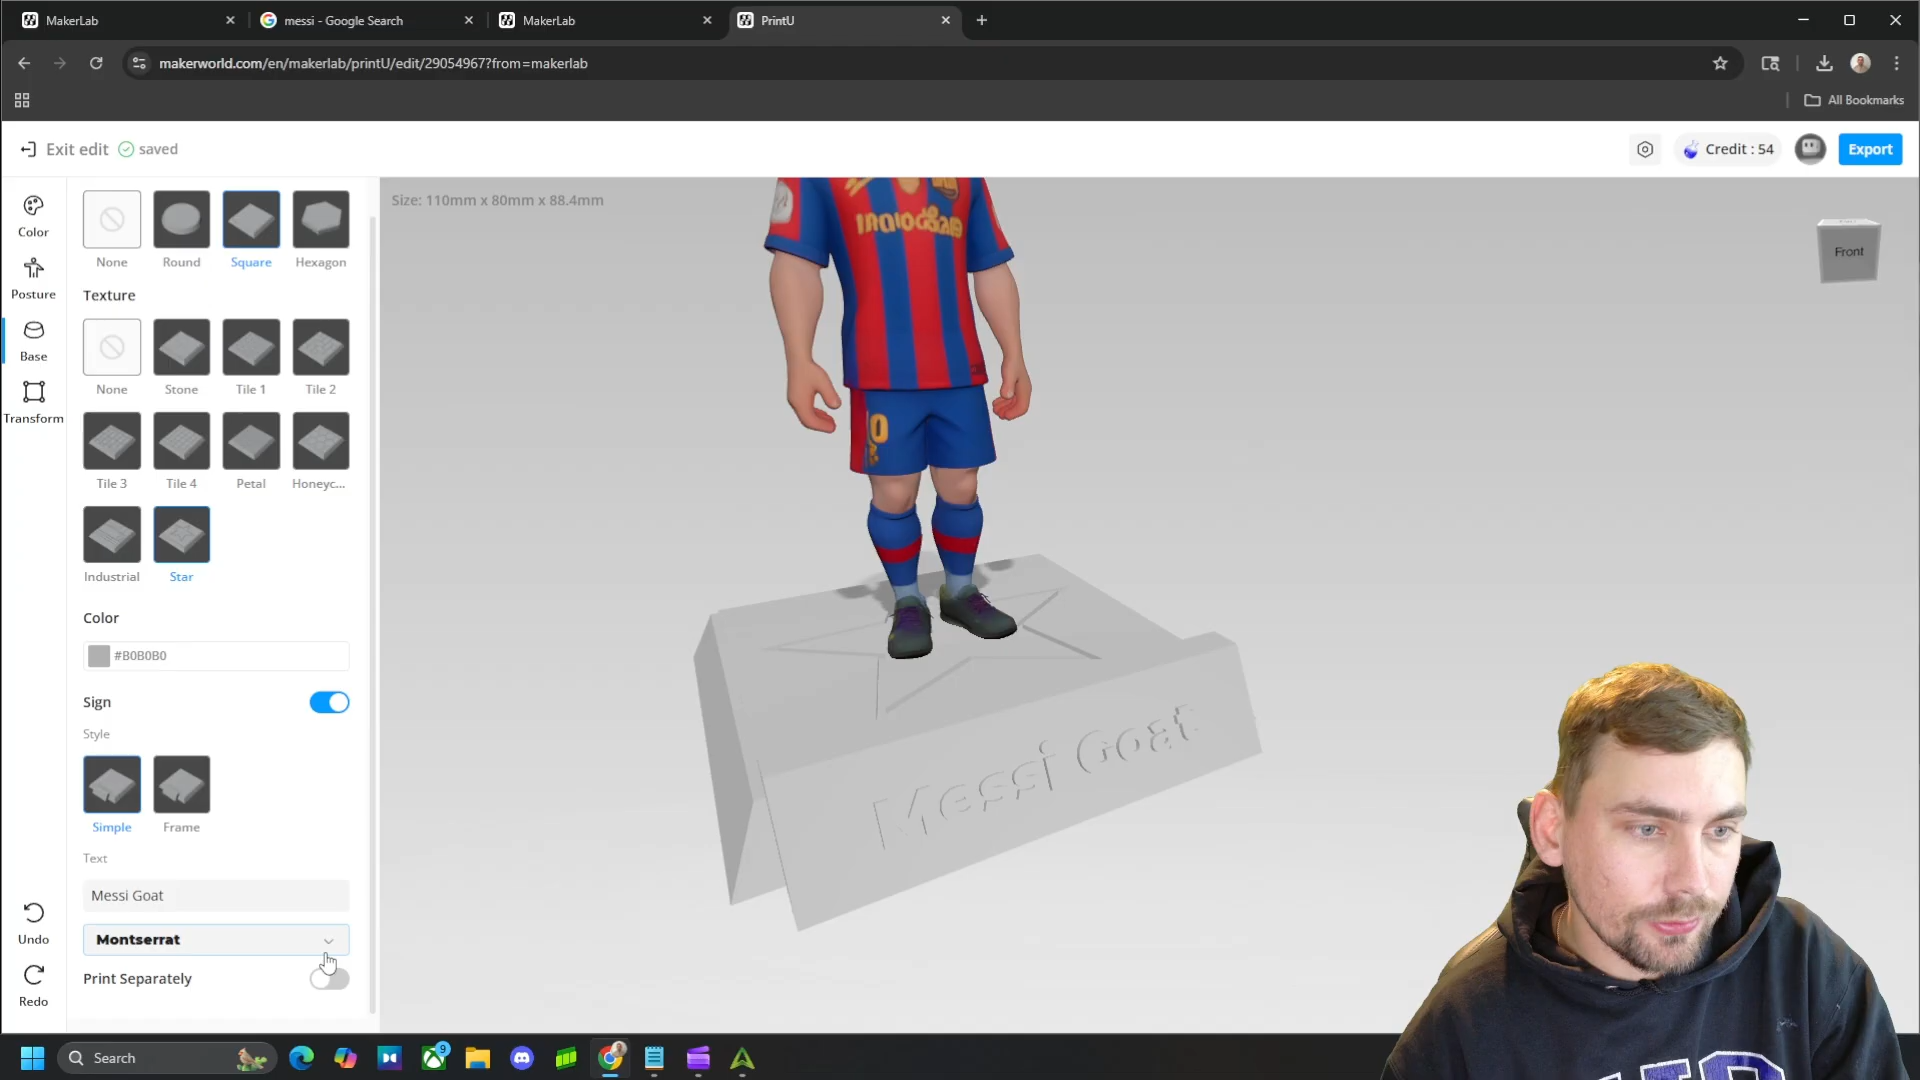 MakerLab
messi - Google Search
MakerLab
PrintU
makerworld.com/en/makerlab/printU/edit/29054967?from=makerlab
All Bookmarks
Exit edit
saved
Credit : 54
Export
Size: 110mm x 80mm x 88.4mm
Front
Color
Posture
Base
Transform
Undo
Redo
None
Round
Square
Hexagon
Texture
None
Stone
Tile 1
Tile 2
Tile 3
Tile 4
Petal
Honeyc...
Industrial
Star
Color
#B0B0B0
Sign
Style
Simple
Frame
Text
Messi Goat
Montserrat
Print Separately
10
Messi Goat
Search
9